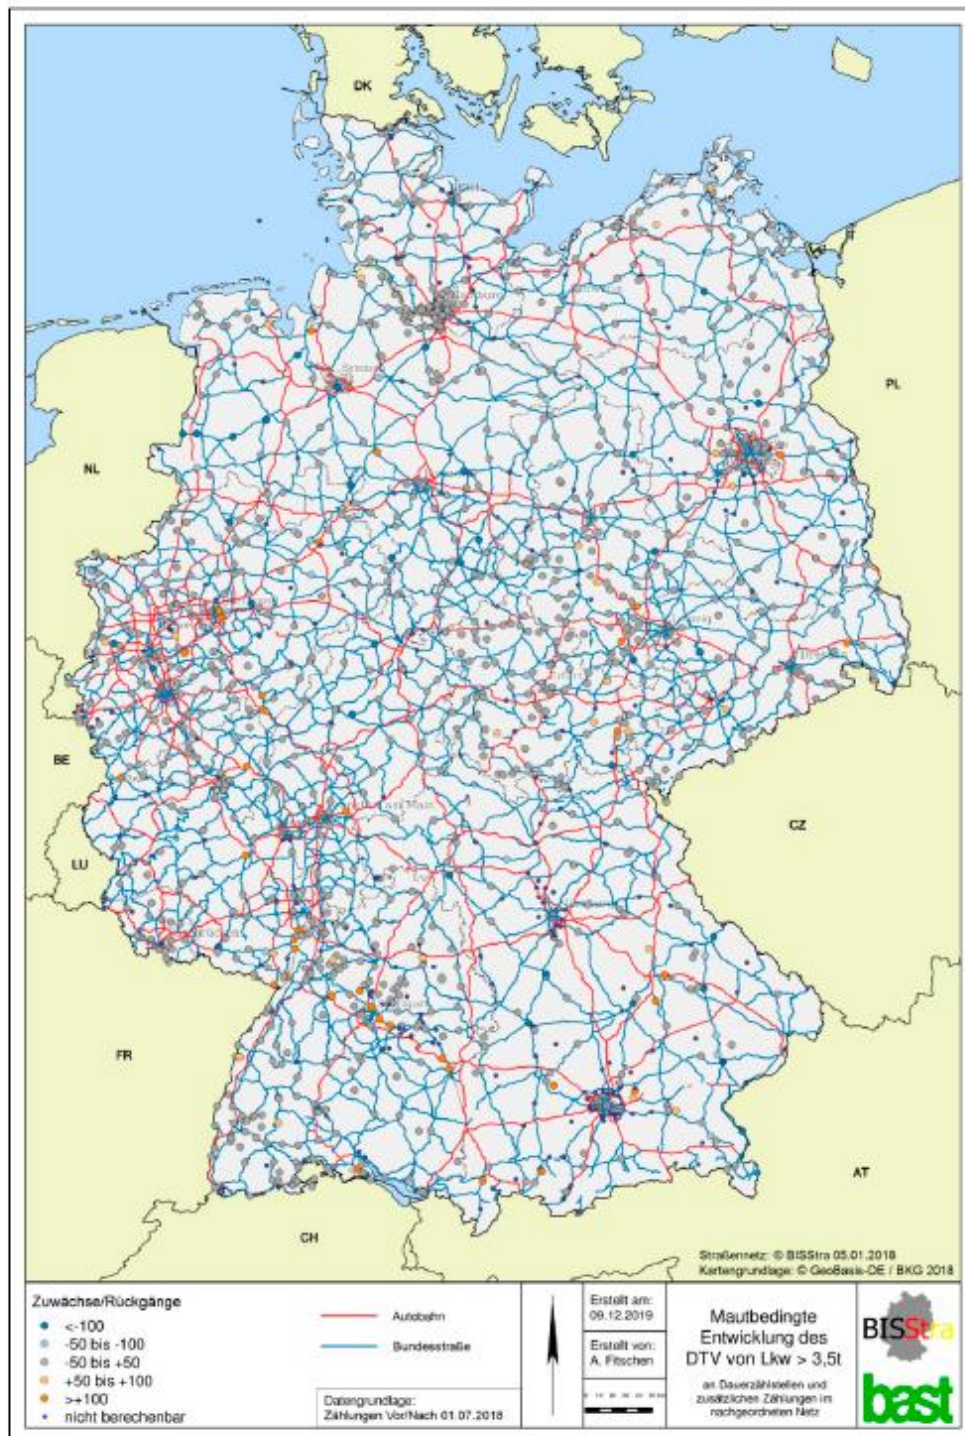 DK
PL
NL
BE
LU
CZ
FR
AT
CH
Straßennetz: © BISStra 05.01.2018
Kartengrundlage: © GeoBasis-DE / BKG 2018
Zuwächse/Rückgänge
<-100
-50 bis -100
-50 bis +50
+50 bis +100
>+100
nicht berechenbar
Autobahn
Bundesstraße
Datengrundlage:
Zählungen Vor/Nach 01.07.2018
Erstellt am:
09.12.2019
Erstellt von:
A. Fitschen
Mautbedingte
Entwicklung des
DTV von Lkw > 3,5t
an Dauerzählstellen und
zusätzlichen Zählungen im
nachgeordneten Netz
BISStra
bast